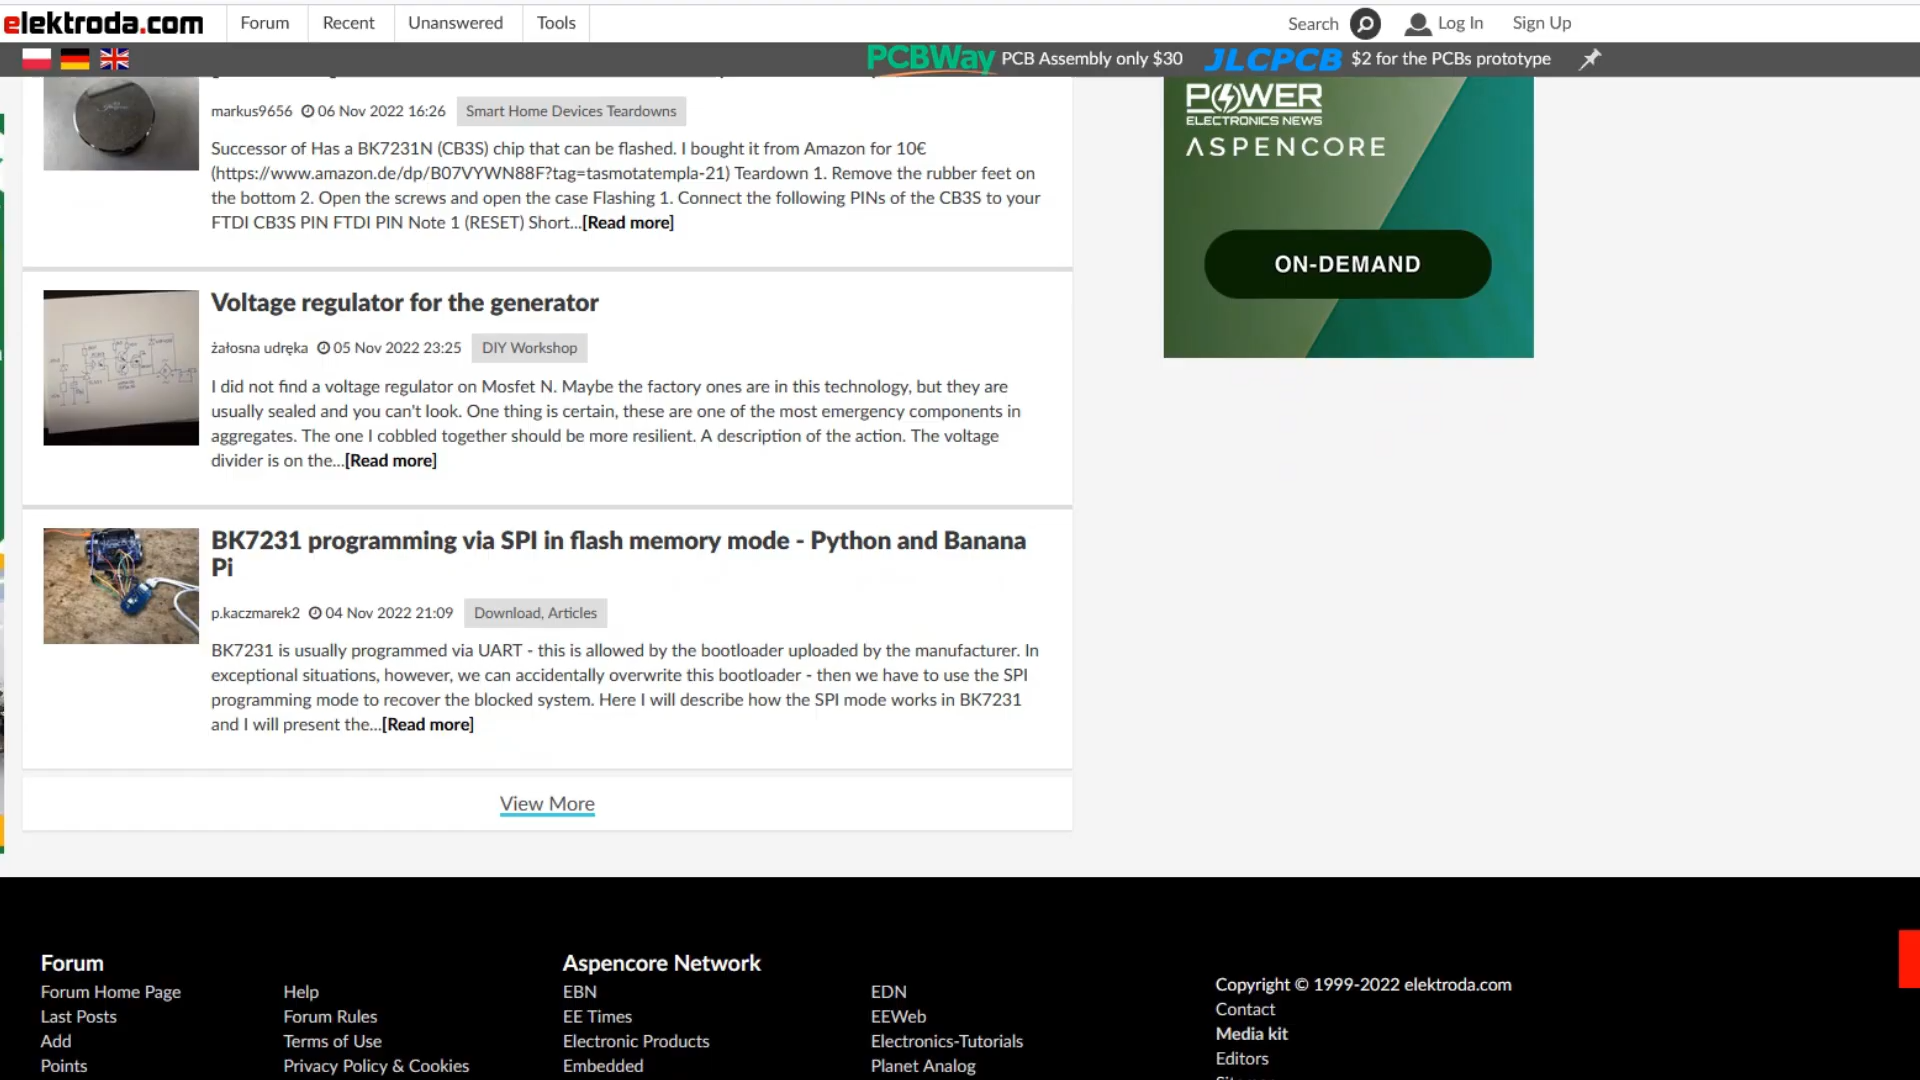 elektroda.com
Forum
Recent
Unanswered
Tools
Search
Log In
Sign Up
PCBWay PCB Assembly only $30
JLCPCB $2 for the PCBs prototype
markus9656 06 Nov 2022 16:26 Smart Home Devices Teardowns
Successor of Has a BK7231N (CB3S) chip that can be flashed. I bought it from Amazon for 10€
(https://www.amazon.de/dp/B07VYWN88F?tag=tasmotatempla-21) Teardown 1. Remove the rubber feet on
the bottom 2. Open the screws and open the case Flashing 1. Connect the following PINs of the CB3S to your
FTDI CB3S PIN FTDI PIN Note 1 (RESET) Short...[Read more]
Voltage regulator for the generator
żałosna udręka 05 Nov 2022 23:25 DIY Workshop
I did not find a voltage regulator on Mosfet N. Maybe the factory ones are in this technology, but they are
usually sealed and you can't look. One thing is certain, these are one of the most emergency components in
aggregates. The one I cobbled together should be more resilient. A description of the action. The voltage
divider is on the...[Read more]
BK7231 programming via SPI in flash memory mode - Python and Banana
Pi
p.kaczmarek2 04 Nov 2022 21:09 Download, Articles
BK7231 is usually programmed via UART - this is allowed by the bootloader uploaded by the manufacturer. In
exceptional situations, however, we can accidentally overwrite this bootloader - then we have to use the SPI
programming mode to recover the blocked system. Here I will describe how the SPI mode works in BK7231
and I will present the...[Read more]
View More
POWER
ELECTRONICS NEWS
ASPENCORE
ON-DEMAND
Forum
Forum Home Page
Last Posts
Add
Points
Help
Forum Rules
Terms of Use
Privacy Policy & Cookies
Aspencore Network
EBN
EE Times
Electronic Products
Embedded
EDN
EEWeb
Electronics-Tutorials
Planet Analog
Copyright © 1999-2022 elektroda.com
Contact
Media kit
Editors